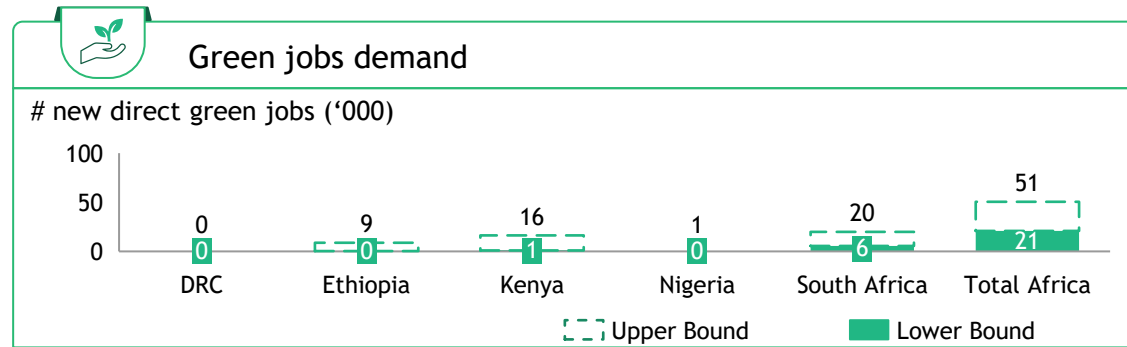 Green jobs demand
# new direct green jobs (‘000)
100
50
0
0
9
16
1
20
51
0
0
1
0
6
21
DRC
Ethiopia
Kenya
Nigeria
South Africa
Total Africa
Upper Bound
Lower Bound